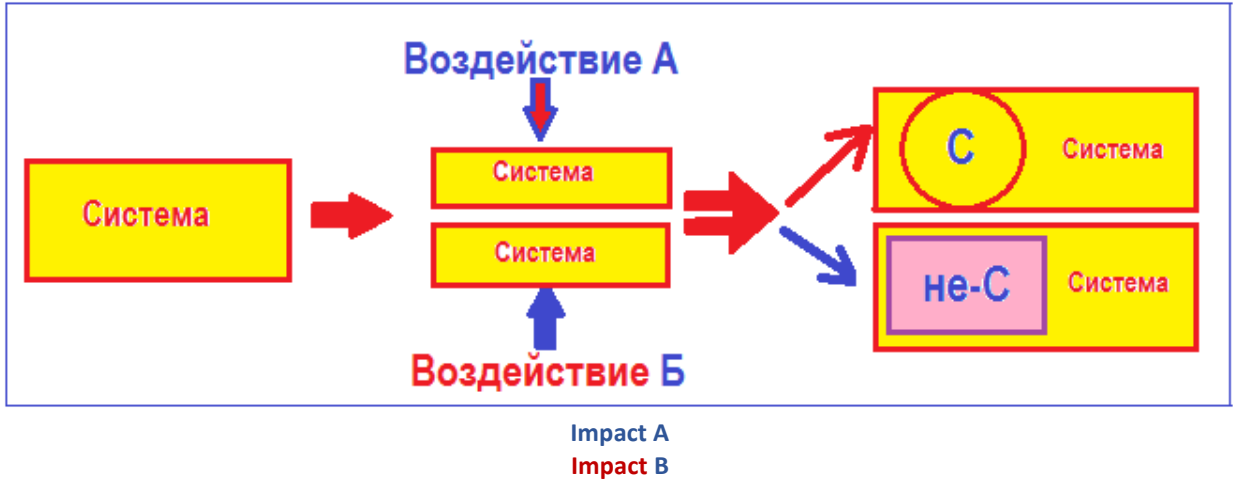 Воздействие А
Система
Система
Система
Воздействие Б
С
Система
не-С
Система
Impact A
Impact B